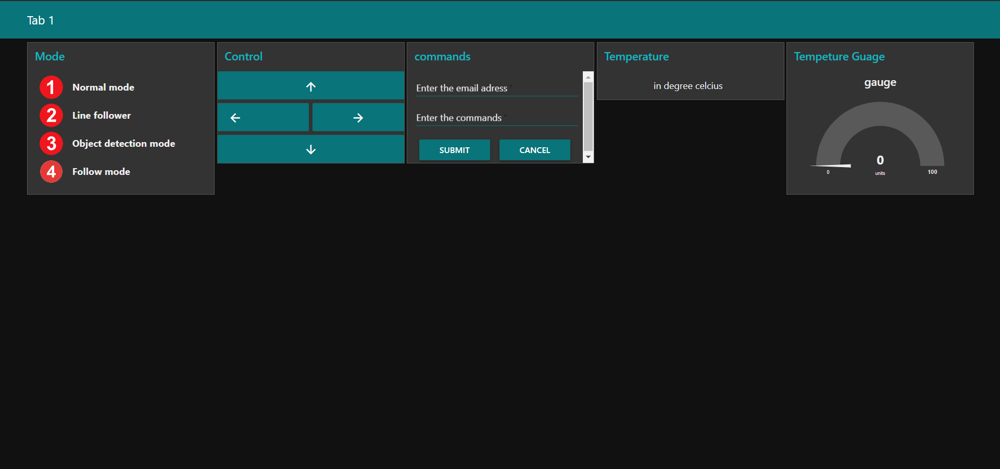 Tab 1
Mode
1 Normal mode
2 Line follower
3 Object detection mode
4 Follow mode
Control
commands
Enter the email adress *
Enter the commands *
SUBMIT CANCEL
Temperature
in degree celcius
Tempeture Guage
gauge
0
units
0 100